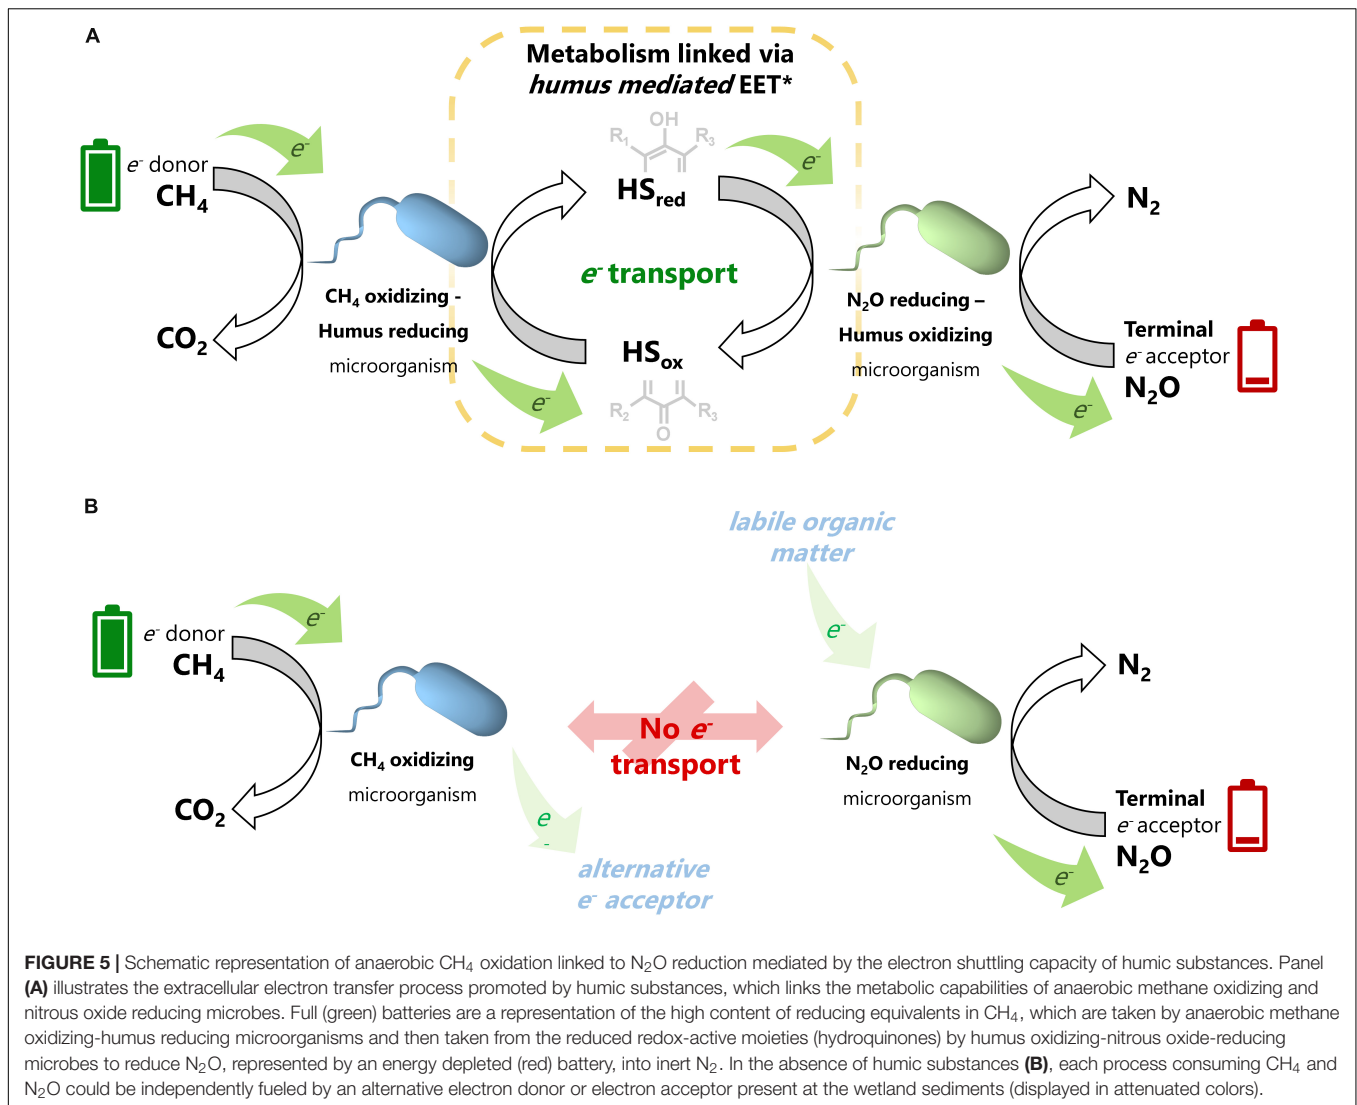 A
Metabolism linked via
humus mediated EET*
OH
R₁ R₃
e⁻
e⁻
e⁻ donor
CH₄
HSred
N₂
e⁻ transport
CH₄ oxidizing -
Humus reducing
microorganism
N₂O reducing –
Humus oxidizing
microorganism
CO₂
HSox
Terminal
e⁻ acceptor
N₂O
e⁻
e⁻
R₂ R₃
O
B
labile organic
matter
e⁻
e⁻
e⁻ donor
CH₄
N₂
No e⁻
transport
CH₄ oxidizing
microorganism
N₂O reducing
microorganism
CO₂
e
-
Terminal
e⁻ acceptor
N₂O
e⁻
alternative
e⁻ acceptor
FIGURE 5 | Schematic representation of anaerobic CH₄ oxidation linked to N₂O reduction mediated by the electron shuttling capacity of humic substances. Panel
(A) illustrates the extracellular electron transfer process promoted by humic substances, which links the metabolic capabilities of anaerobic methane oxidizing and
nitrous oxide reducing microbes. Full (green) batteries are a representation of the high content of reducing equivalents in CH₄, which are taken by anaerobic methane
oxidizing-humus reducing microorganisms and then taken from the reduced redox-active moieties (hydroquinones) by humus oxidizing-nitrous oxide-reducing
microbes to reduce N₂O, represented by an energy depleted (red) battery, into inert N₂. In the absence of humic substances (B), each process consuming CH₄ and
N₂O could be independently fueled by an alternative electron donor or electron acceptor present at the wetland sediments (displayed in attenuated colors).